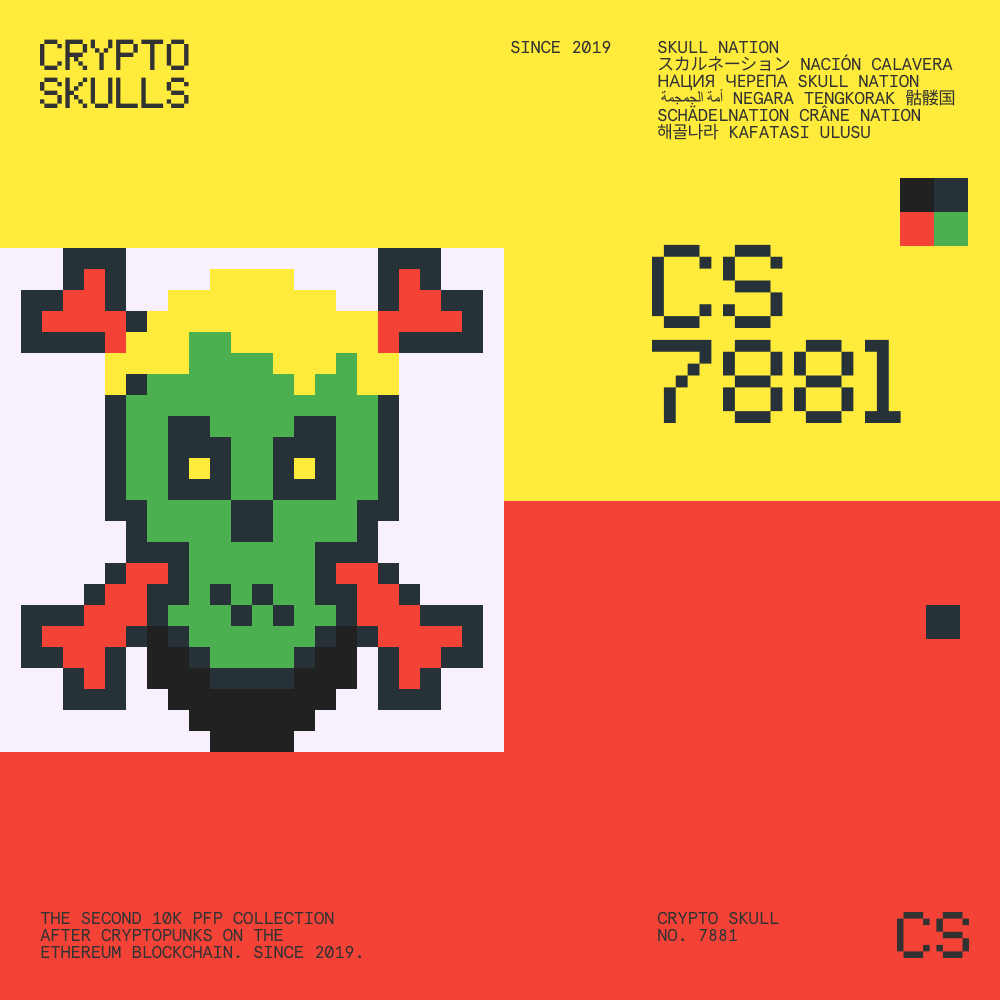 CRYPTO
SKULLS
SINCE 2019
SKULL NATION
スカルネーション NACIÓN CALAVERA
НАЦИЯ ЧЕРЕПА SKULL NATION
أمة الجمجمة NEGARA TENGKORAK 骷髅国
SCHÄDELNATION CRÂNE NATION
해골나라 KAFATASI ULUSU
CS
7881
THE SECOND 10K PFP COLLECTION
AFTER CRYPTOPUNKS ON THE
ETHEREUM BLOCKCHAIN. SINCE 2019.
CRYPTO SKULL
NO. 7881
CS